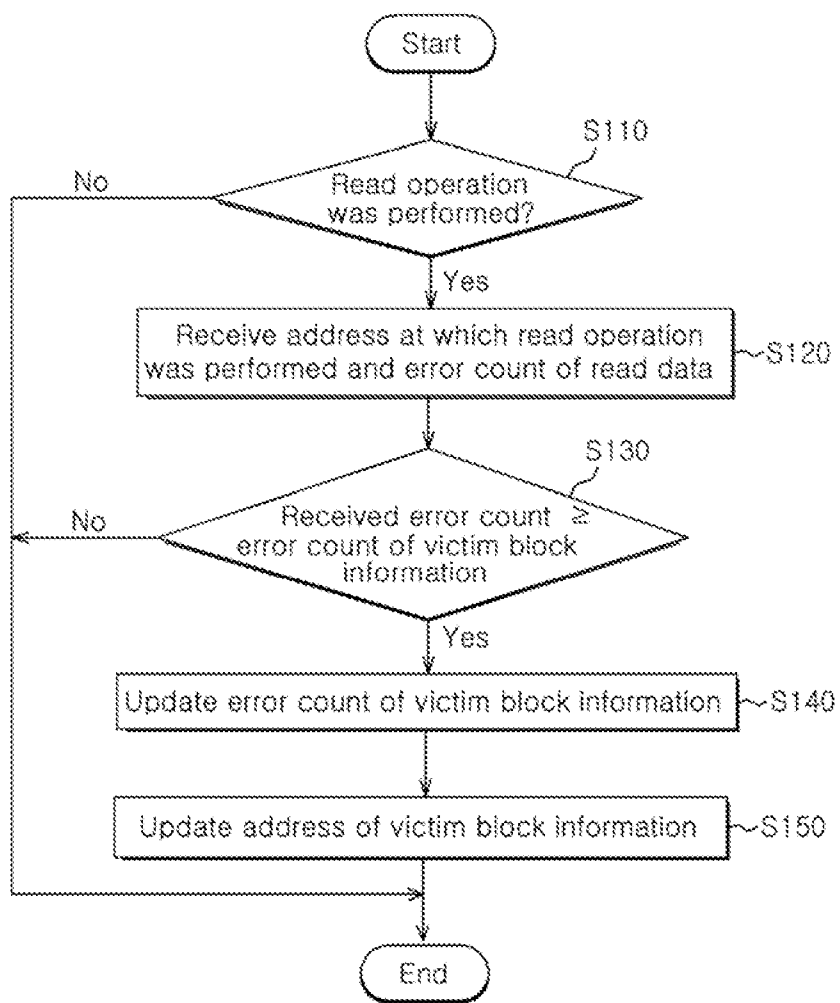 Start
S110
No
Read operation
was performed?
Yes
Receive address at which read operation
was performed and error count of read data
S120
S130
No
Received error count ≥
error count of victim block
information
Yes
Update error count of victim block information
S140
Update address of victim block information
S150
End